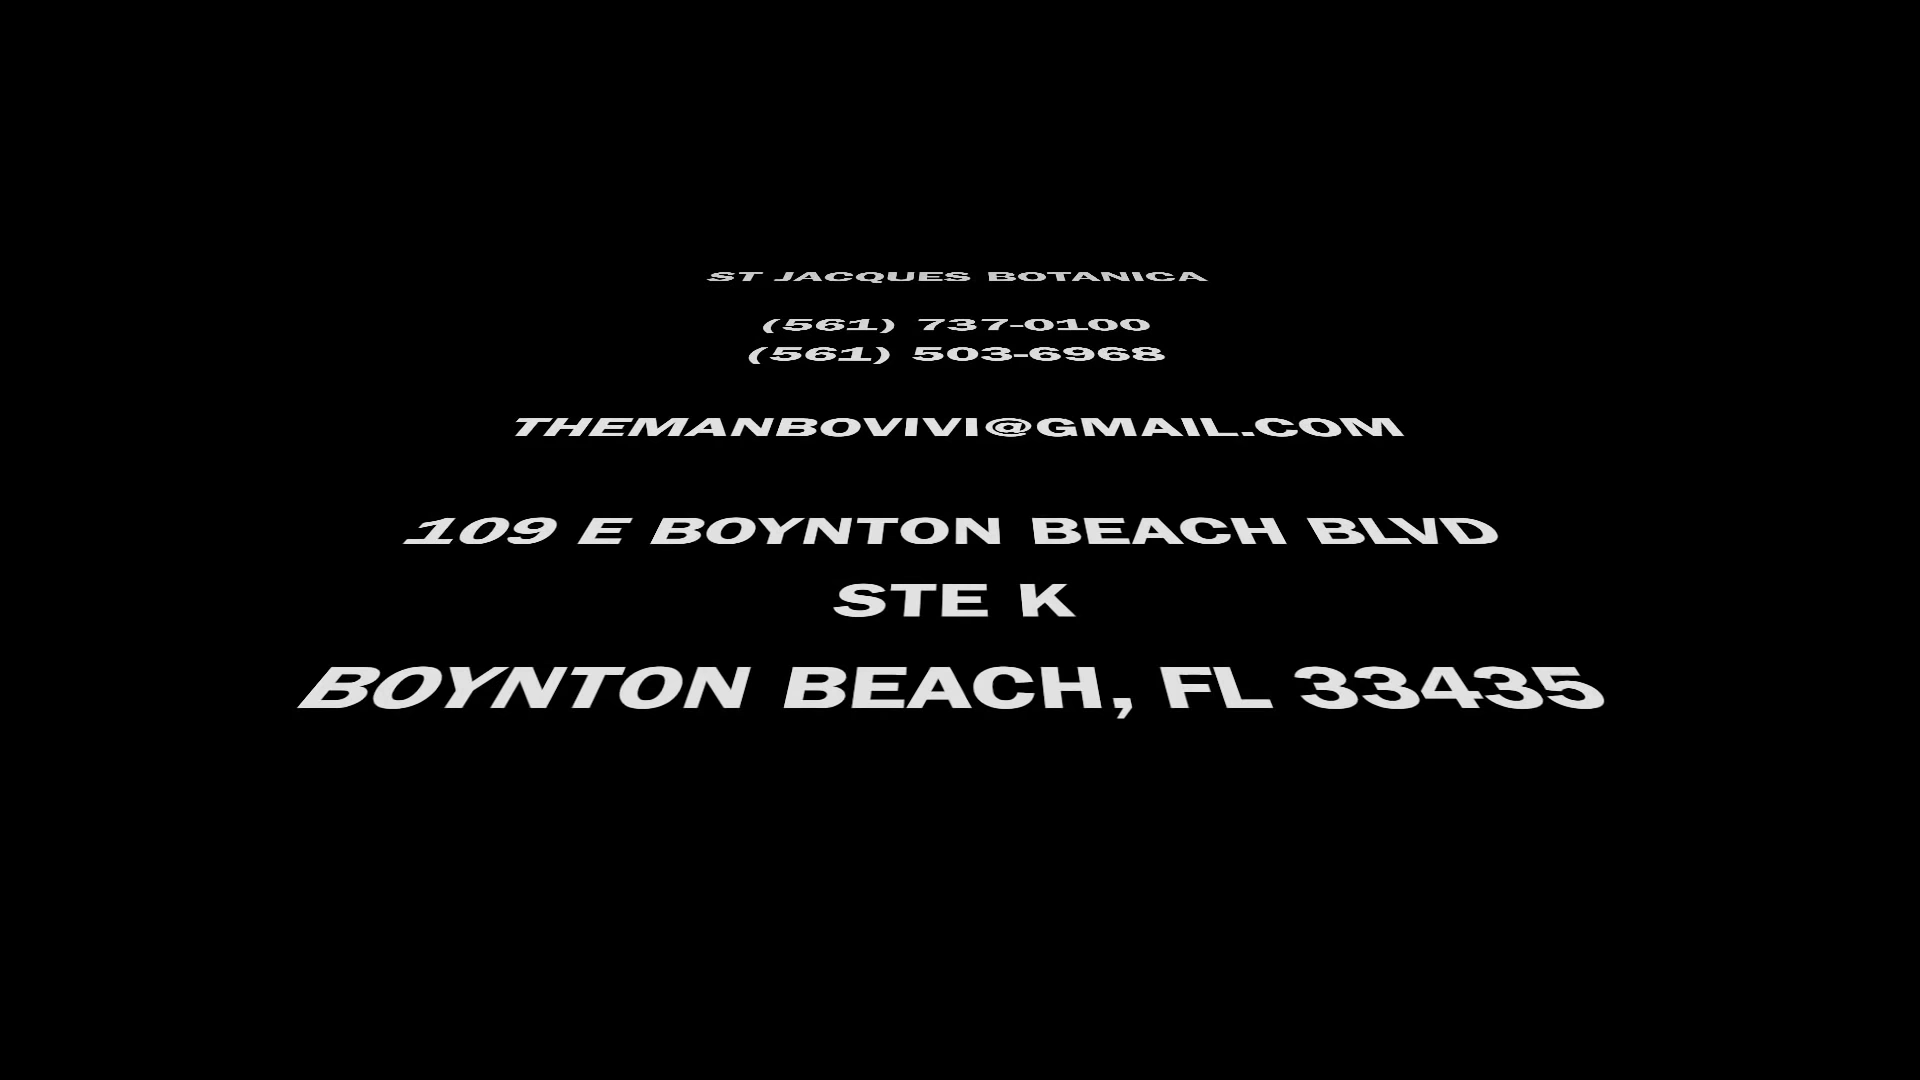 ST JACQUES BOTANICA
(561) 737-0100
(561) 503-6968
THEMANBOVIVI@GMAIL.COM
109 E BOYNTON BEACH BLVD
STE K
BOYNTON BEACH, FL 33435